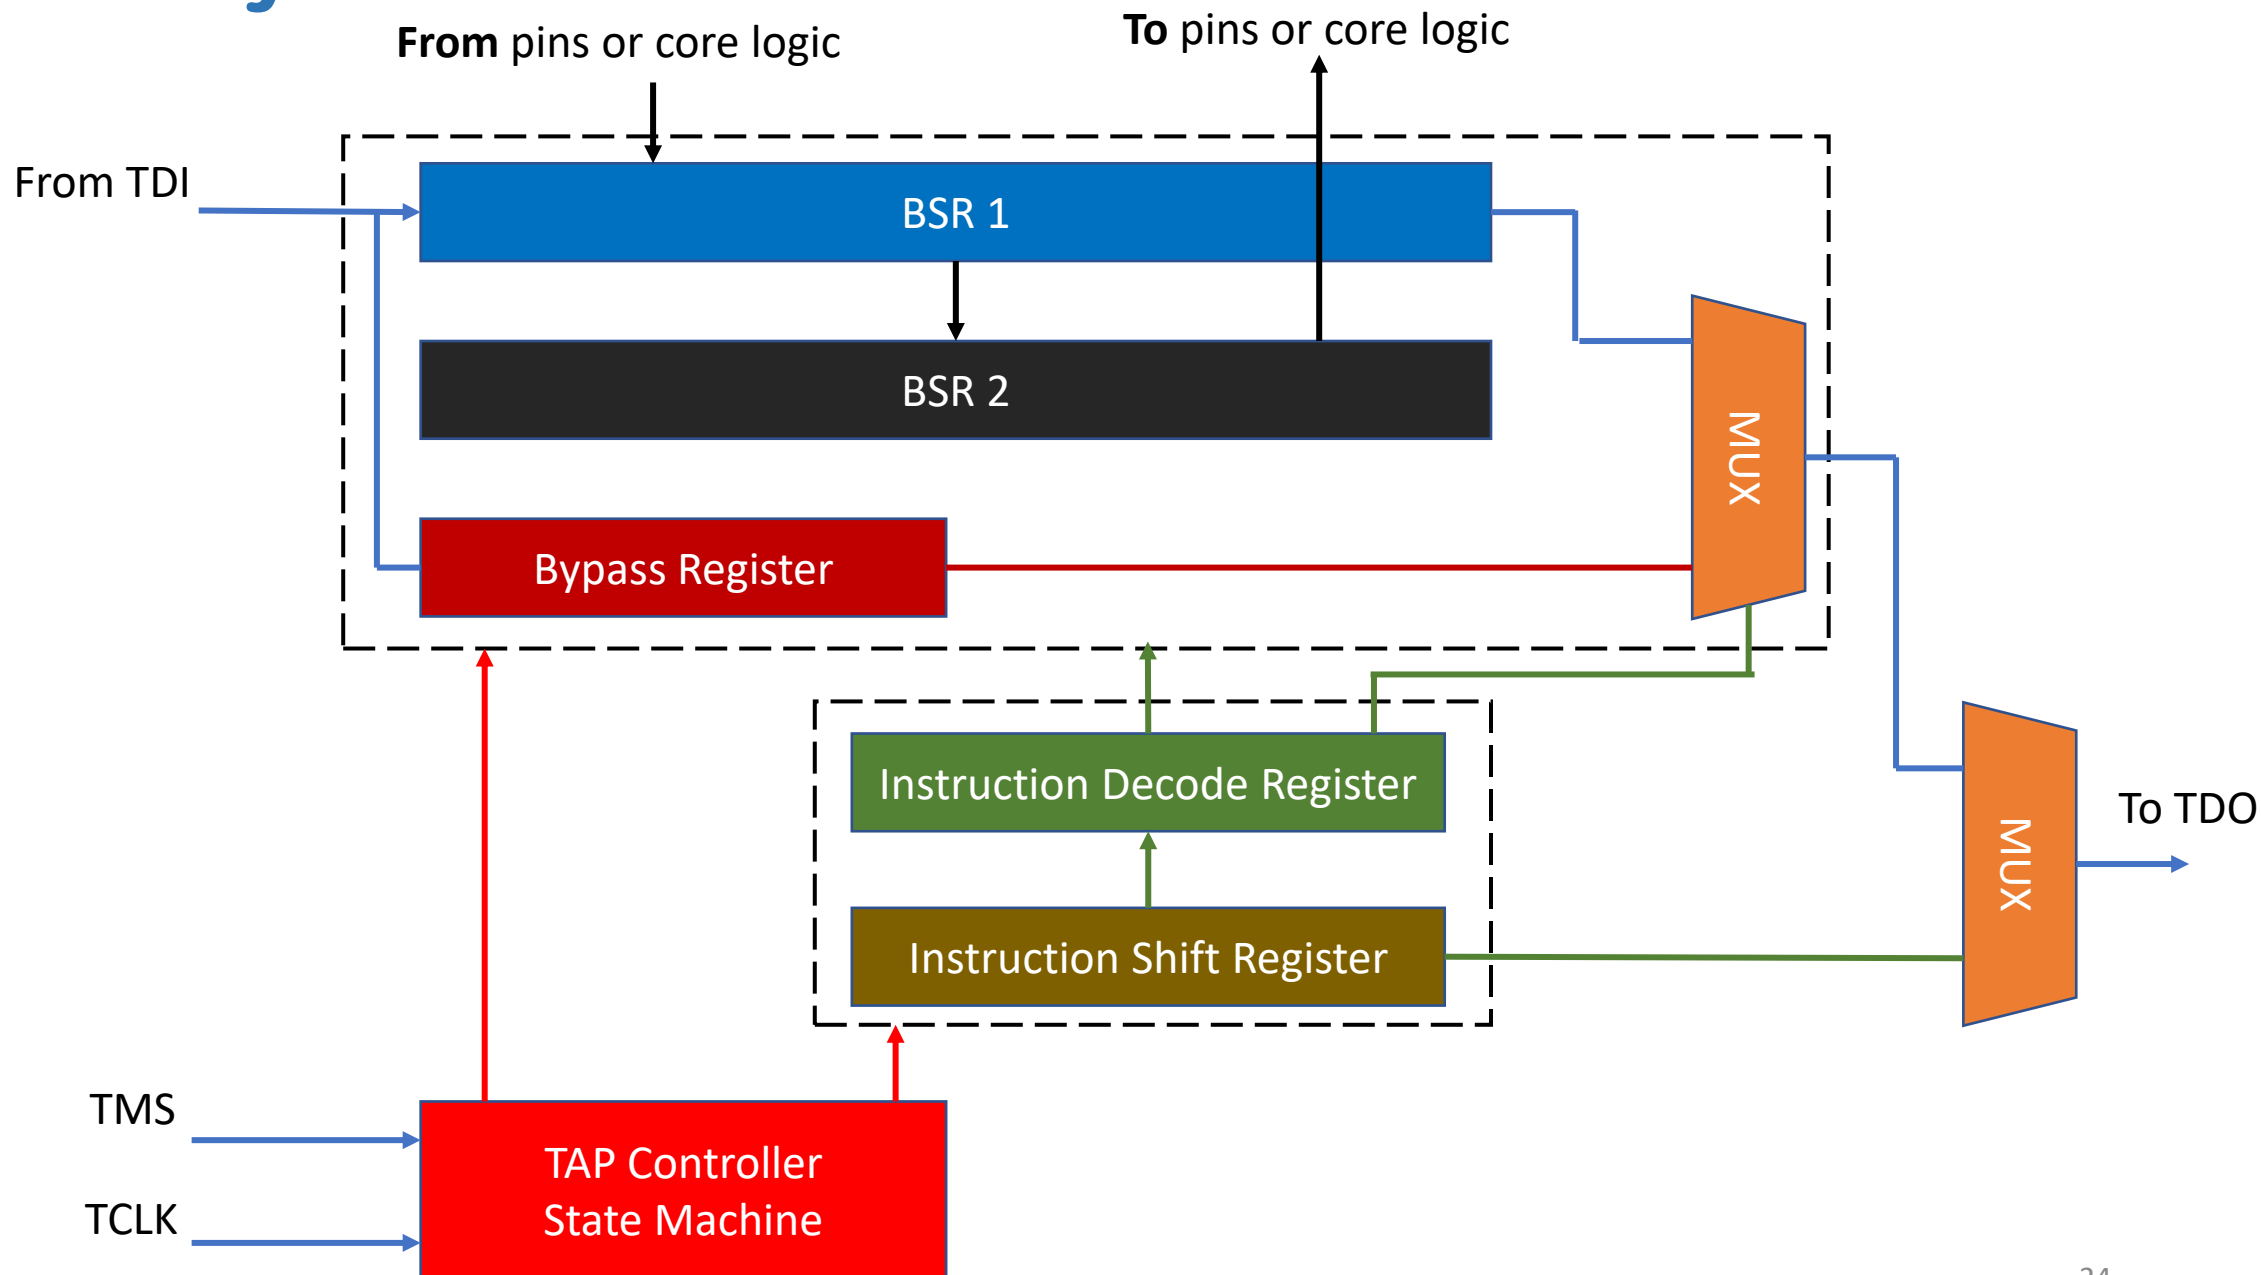 From pins or core logic
To pins or core logic
From TDI
BSR 1
BSR 2
MUX
Bypass Register
Instruction Decode Register
To TDO
MUX
Instruction Shift Register
TMS
TAP Controller
State Machine
TCLK